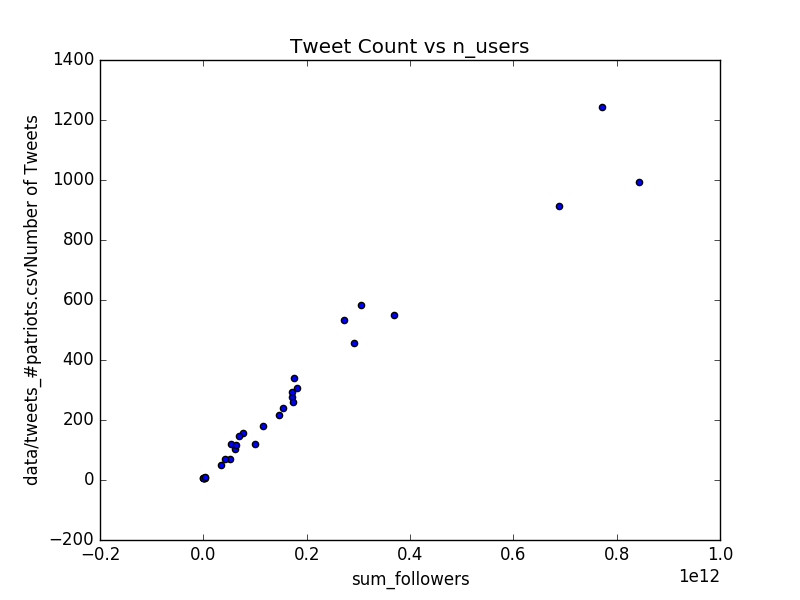 Tweet Count vs n_users
1400
1200
1000
800
600
400
200
0
−200
data/tweets_#patriots.csvNumber of Tweets
−0.2 0.0 0.2 0.4 0.6 0.8 1.0
1e12
sum_followers